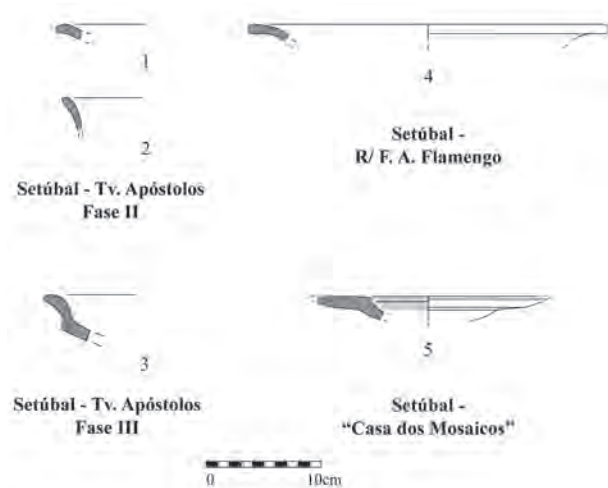 1
4
2
Setúbal -
R/ F. A. Flamengo
Setúbal - Tv. Apóstolos
Fase II
3
5
Setúbal - Tv. Apóstolos
Fase III
Setúbal -
“Casa dos Mosaicos”
0 10cm